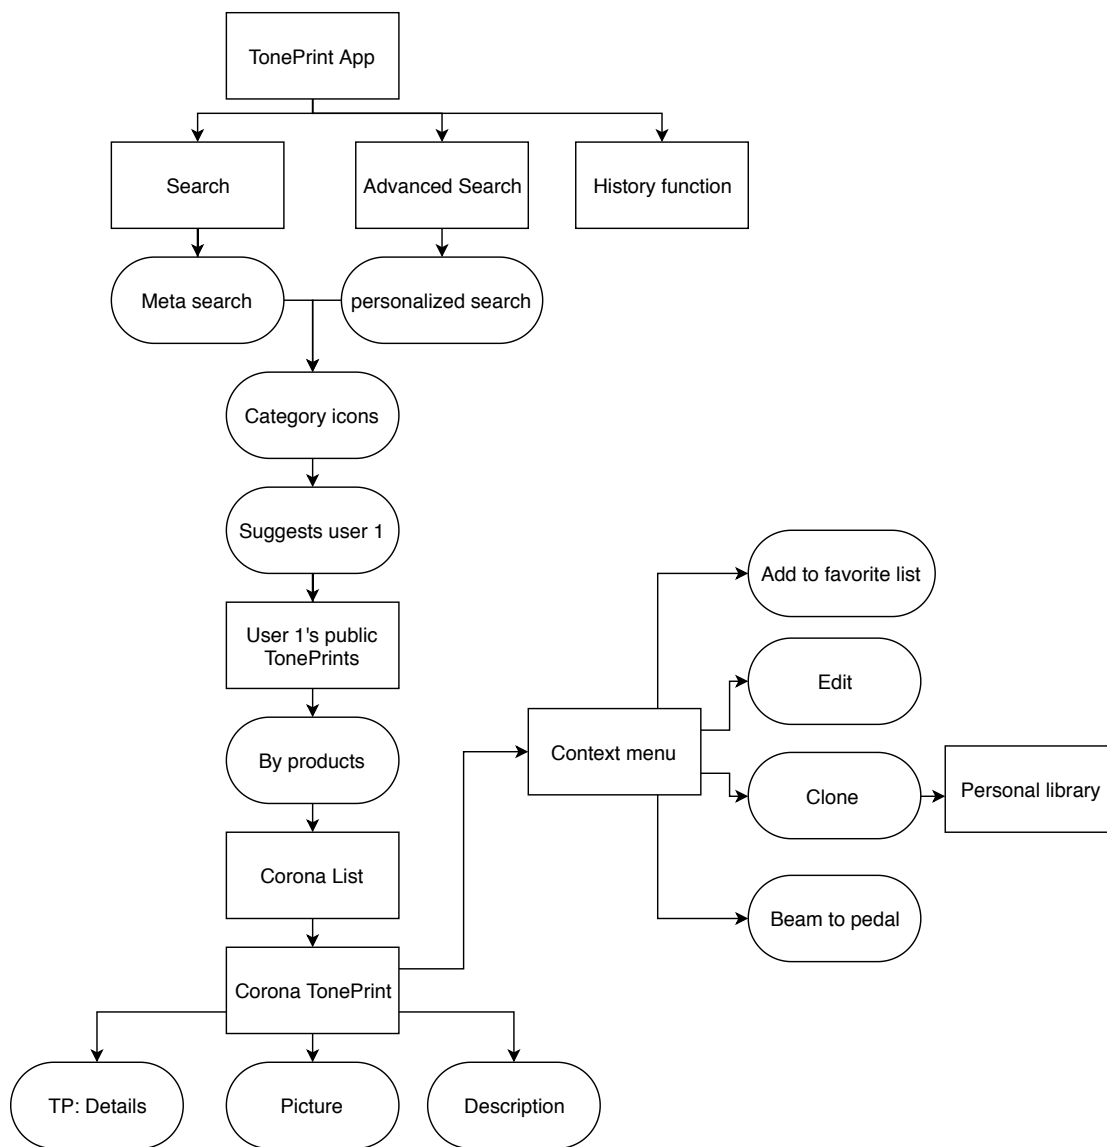 TonePrint App
Search
Advanced Search
History function
Meta search
personalized search
Category icons
Suggests user 1
Add to favorite list
User 1's public
TonePrints
Edit
By products
Context menu
Clone
Personal library
Corona List
Beam to pedal
Corona TonePrint
TP: Details
Picture
Description